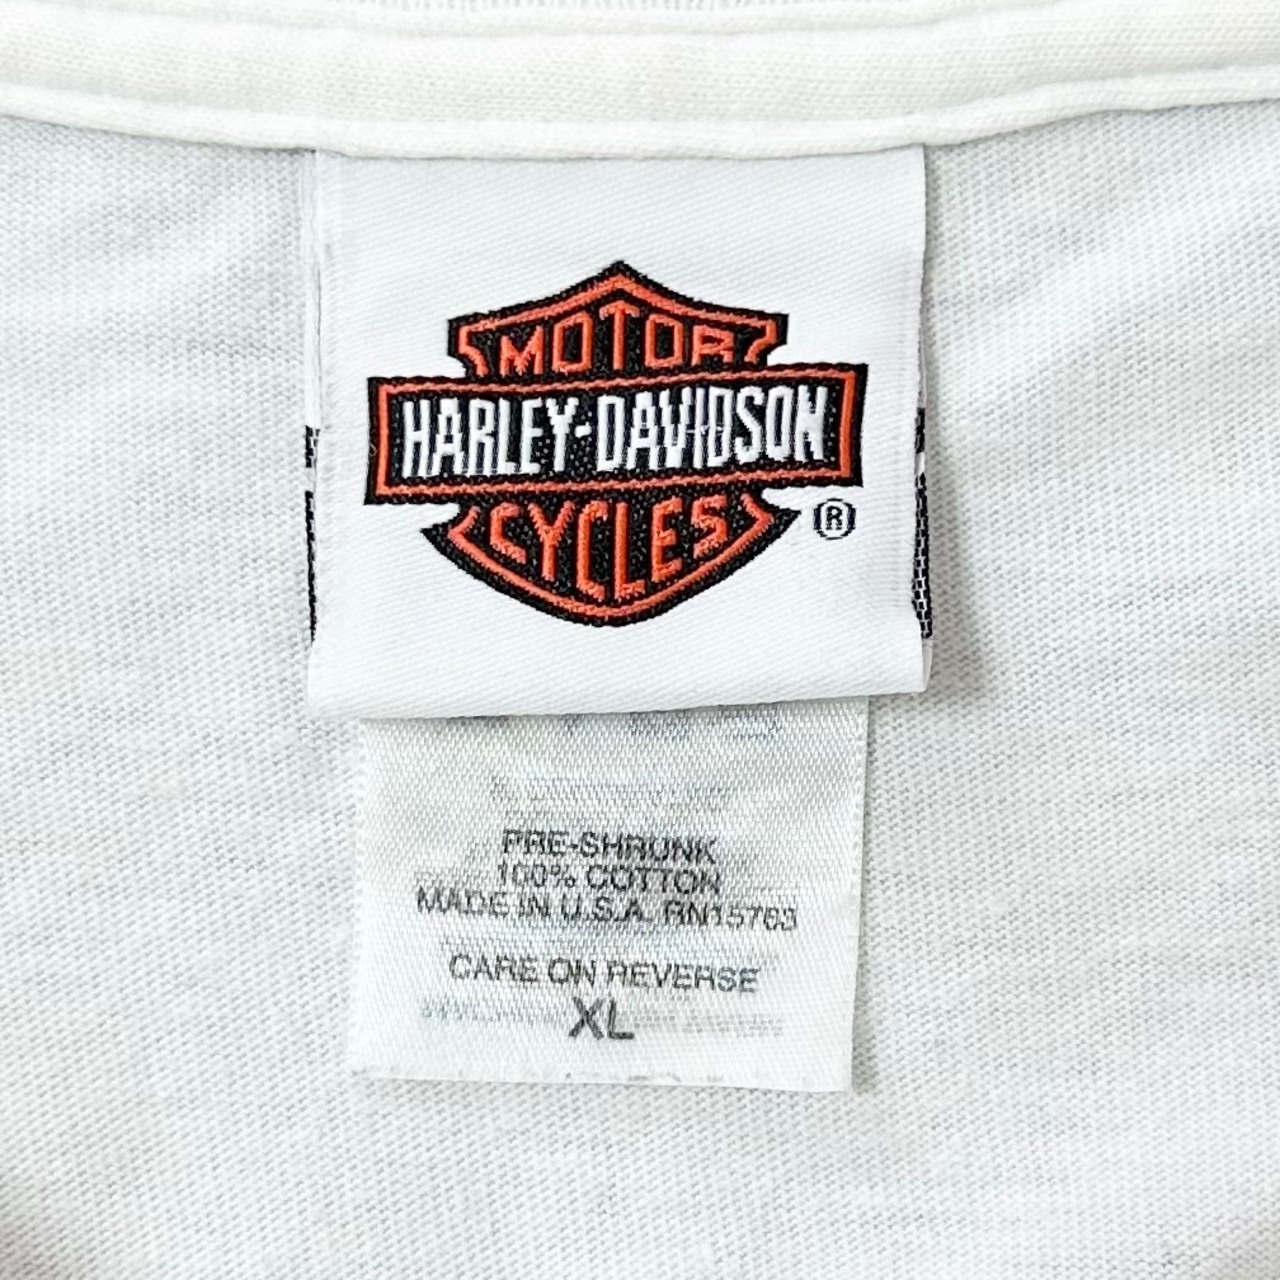 MOTOR
HARLEY-DAVIDSON
CYCLES
®
PRE-SHRUNK
100% COTTON
MADE IN U.S.A. RN15763
CARE ON REVERSE
XL